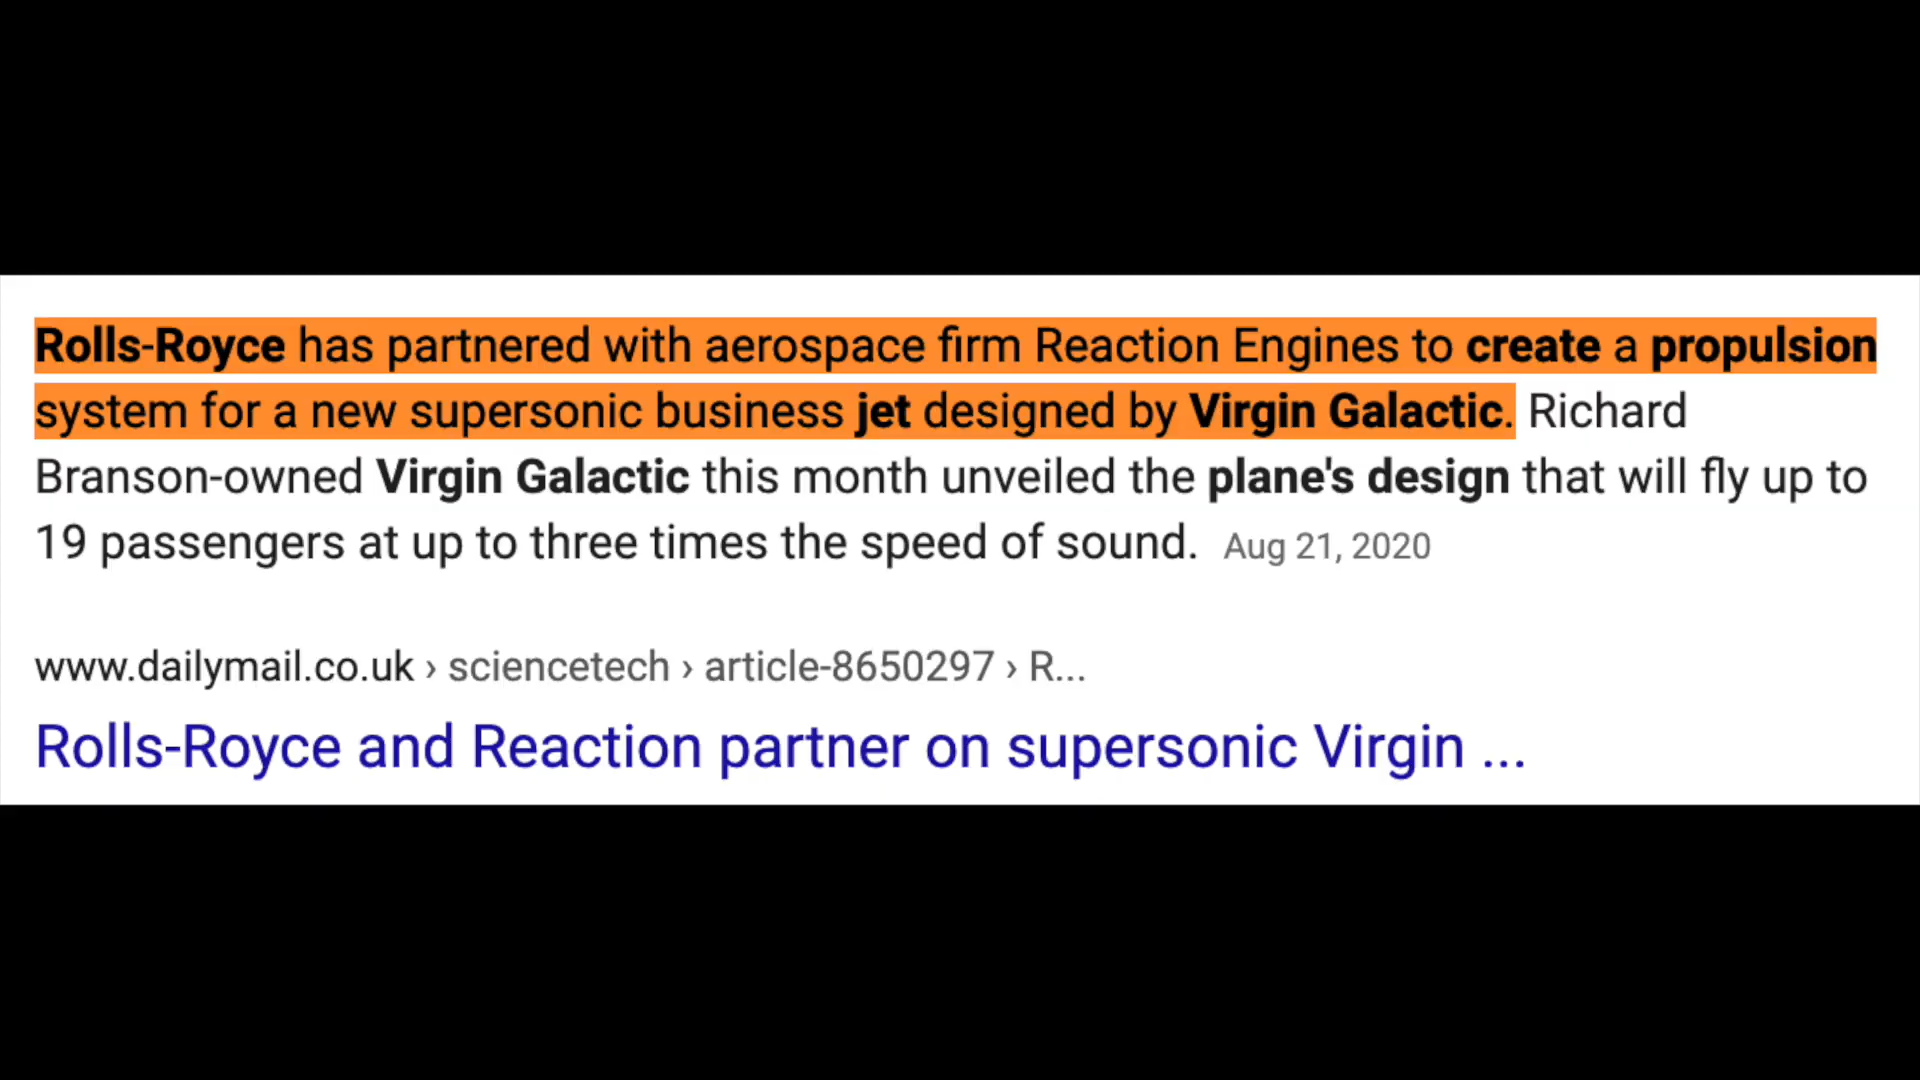 Rolls-Royce has partnered with aerospace firm Reaction Engines to create a propulsion
system for a new supersonic business jet designed by Virgin Galactic. Richard
Branson-owned Virgin Galactic this month unveiled the plane's design that will fly up to
19 passengers at up to three times the speed of sound. Aug 21, 2020
www.dailymail.co.uk › sciencetech › article-8650297 › R...
Rolls-Royce and Reaction partner on supersonic Virgin ...